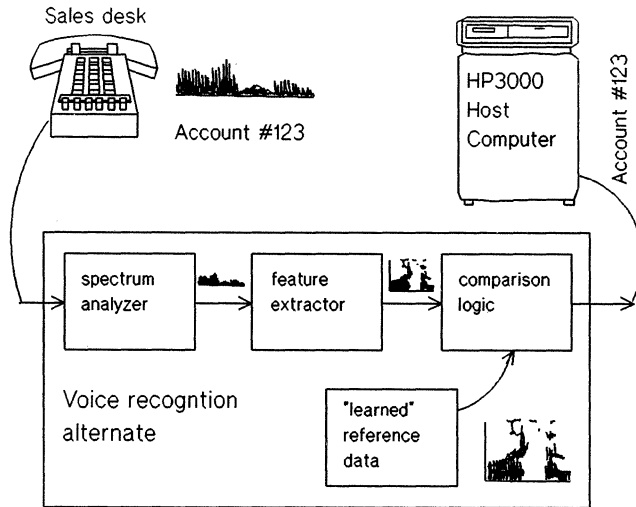 Sales desk
Account #123
HP3000
Host
Computer
Account #123
spectrum
analyzer
feature
extractor
comparison
logic
Voice recogntion
alternate
"learned"
reference
data